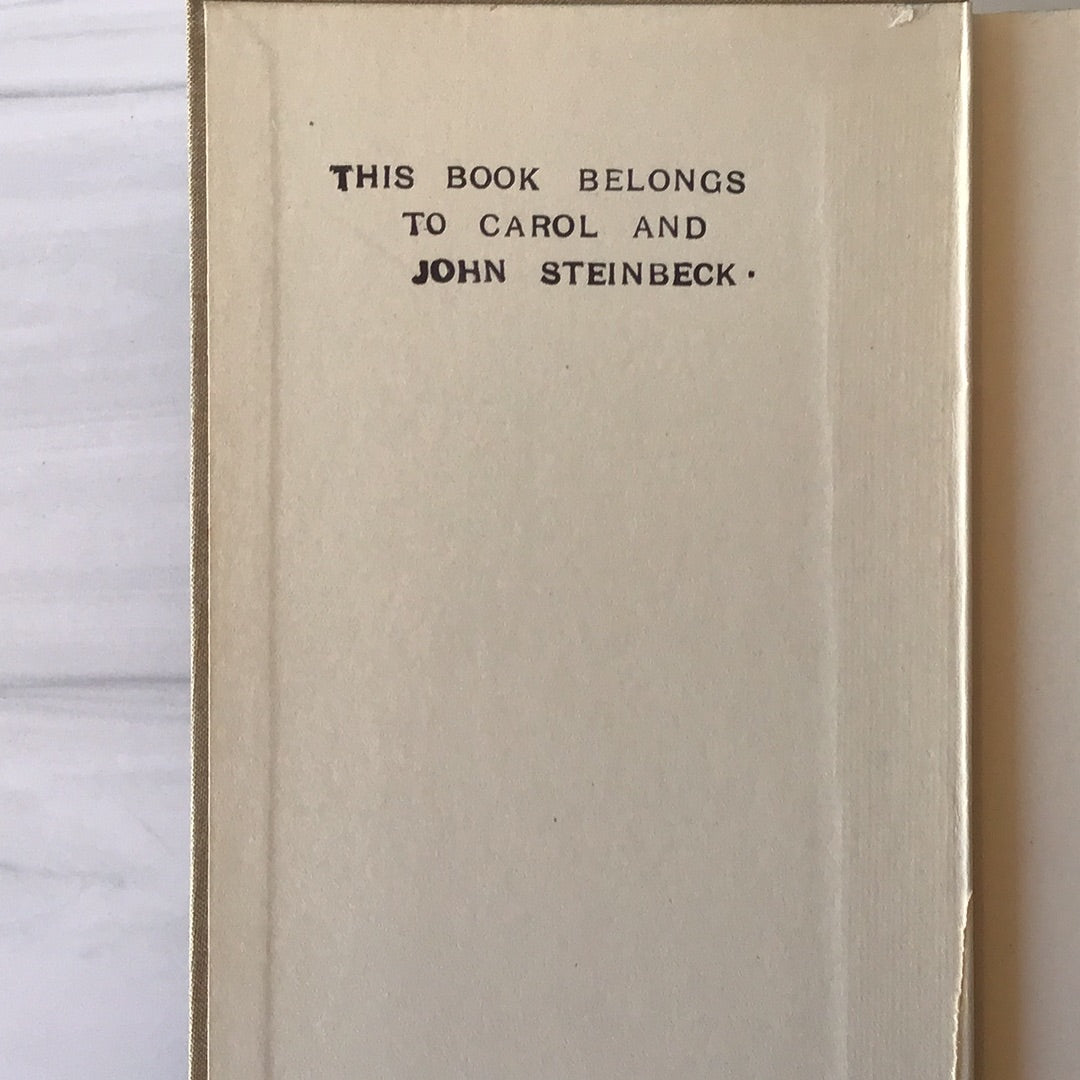 THIS BOOK BELONGS
TO CAROL AND
JOHN STEINBECK.